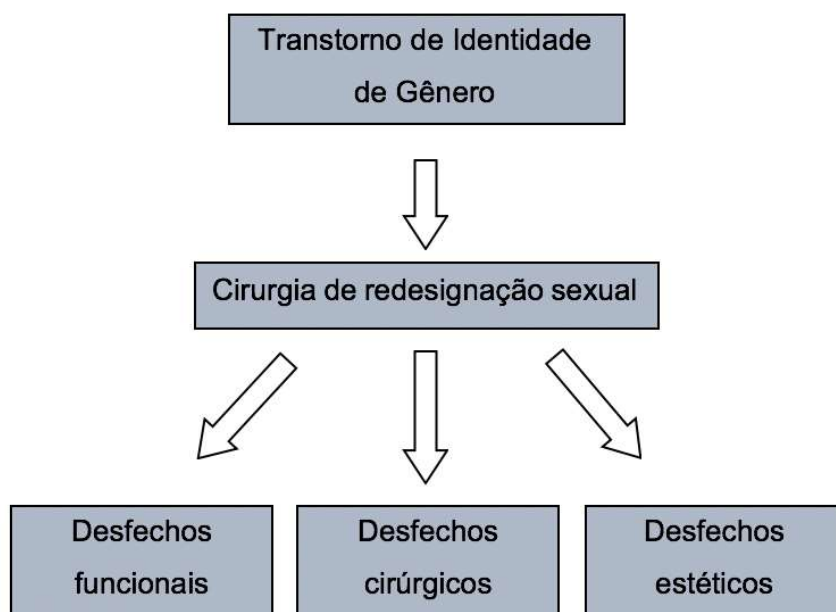 Transtorno de Identidade
de Gênero
Cirurgia de redesignação sexual
Desfechos
funcionais
Desfechos
cirúrgicos
Desfechos
estéticos